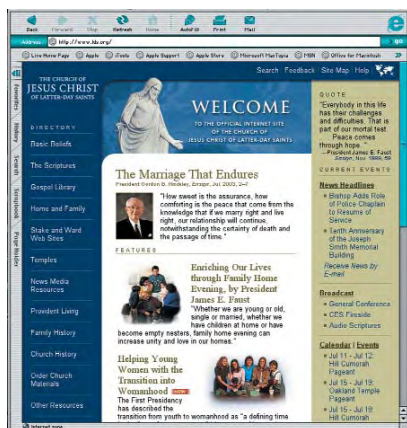 Back Forward Stop Refresh Home AutoFill Print Mail
Address http://www.lds.org/ go
Live Home Page Apple iTools Apple Support Apple Store Microsoft MacTopia MSN Office for Macintosh
Favorites
History
Search
Scrapbook
Page Holder
Search Feedback Site Map Help
THE CHURCH OF
JESUS CHRIST
OF LATTER-DAY SAINTS
WELCOME
TO THE OFFICIAL INTERNET SITE
OF THE CHURCH OF
JESUS CHRIST OF LATTER-DAY SAINTS
DIRECTORY
Basic Beliefs
The Scriptures
Gospel Library
Home and Family
Stake and Ward
Web Sites
Temples
News Media
Resources
Provident Living
Family History
Church History
Order Church
Materials
Other Resources
The Marriage That Endures
President Gordon B. Hinckley, Ensign, Jul 2003, 2–7
"How sweet is the assurance, how
comforting is the peace that come from the
knowledge that if we marry right and live
right, our relationship will continue,
notwithstanding the certainty of death and
the passage of time."
FEATURES
Enriching Our Lives
through Family Home
Evening, by President
James E. Faust
"Whether we are young or old,
single or married, whether we
have children at home or have
become empty nesters, family home evening can
increase unity and love in our homes."
Helping Young
Women with the
Transition into
Womanhood
The First Presidency
has described the
transition from youth to womanhood as "a defining time
QUOTE
"Everybody in this life
has their challenges
and difficulties. That is
part of our mortal test.
Peace comes
through hope. "
—President James E. Faust
Ensign, Nov. 1999, 59
CURRENT EVENTS
News Headlines
Bishop Adds Role
of Police Chaplain
to Resume of
Service
Tenth Anniversary
of the Joseph
Smith Memorial
Building
Receive News by
E-mail
Broadcast
General Conference
CES Fireside
Audio Scriptures
Calendar | Events
Jul 11 - Jul 12:
Hill Cumorah
Pageant
Jul 15 - Jul 19:
Oakland Temple
Pageant
Jul 15 - Jul 19:
Hill Cumorah
Internet zone